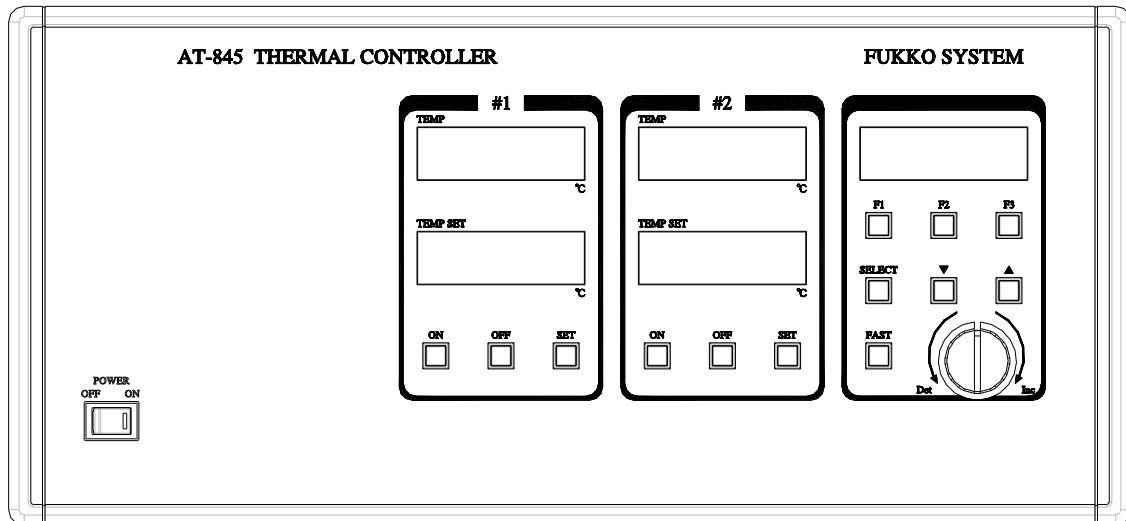 AT-845 THERMAL CONTROLLER
FUKKO SYSTEM
#1
TEMP
℃
TEMP SET
℃
ON OFF SET
#2
TEMP
℃
TEMP SET
℃
ON OFF SET
F1 F2 F3
SELECT ▼ ▲
FAST
Det Inc
POWER
OFF ON